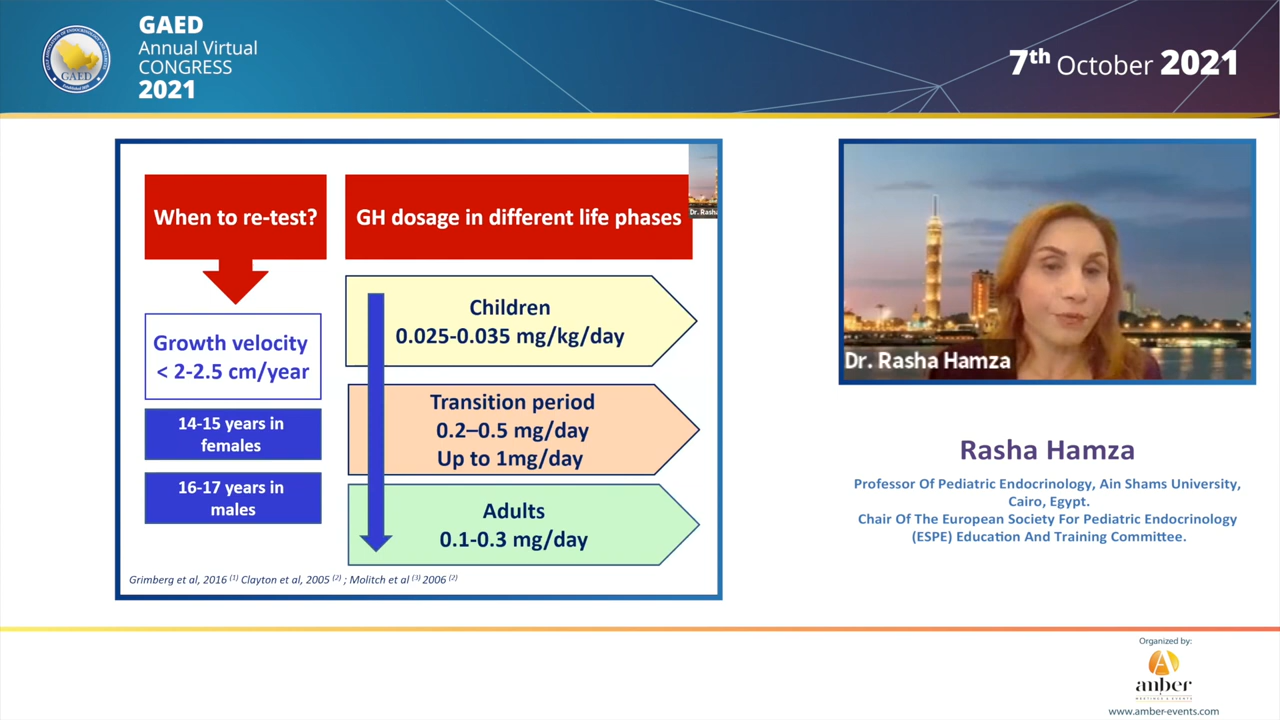 GAED
Annual Virtual
CONGRESS
2021
GAED
7th October 2021
When to re-test?
Growth velocity
< 2-2.5 cm/year
14-15 years in
females
16-17 years in
males
GH dosage in different life phases
Dr. Rasha
Children
0.025-0.035 mg/kg/day
Transition period
0.2–0.5 mg/day
Up to 1mg/day
Adults
0.1-0.3 mg/day
Grimberg et al, 2016 (1) Clayton et al, 2005 (2) ; Molitch et al (3) 2006 (2)
Dr. Rasha Hamza
Rasha Hamza
Professor Of Pediatric Endocrinology, Ain Shams University,
Cairo, Egypt.
Chair Of The European Society For Pediatric Endocrinology
(ESPE) Education And Training Committee.
Organized by:
anber
www.amber-events.com